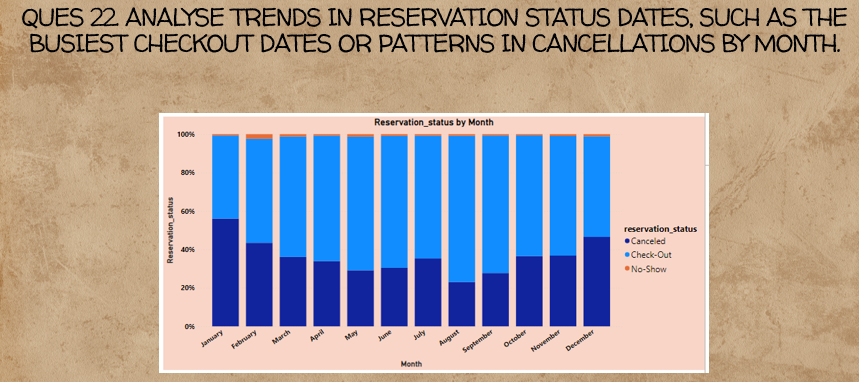 QUES 22. ANALYSE TRENDS IN RESERVATION STATUS DATES, SUCH AS THE
BUSIEST CHECKOUT DATES OR PATTERNS IN CANCELLATIONS BY MONTH.
Reservation_status by Month
100%
80%
60%
40%
20%
0%
Reservation_status
January
February
March
April
May
June
July
August
September
October
November
December
Month
reservation_status
Canceled
Check-Out
No-Show